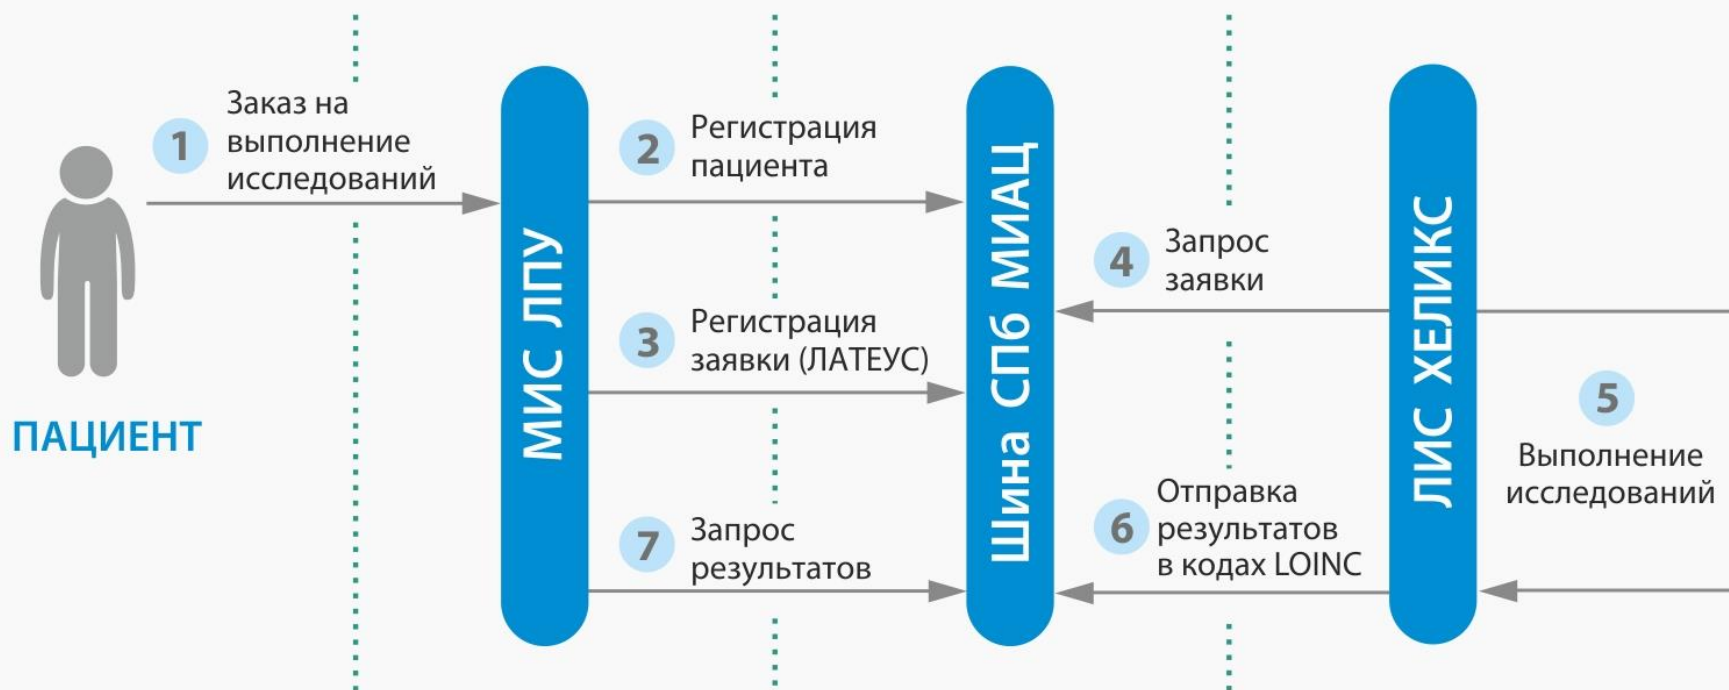 1
Заказ на
выполнение
исследований
ПАЦИЕНТ
МИС ЛПУ
2
Регистрация
пациента
3
Регистрация
заявки (ЛАТЕУС)
7
Запрос
результатов
Шина СПб МИАЦ
4
Запрос
заявки
6
Отправка
результатов
в кодах LOINC
ЛИС ХЕЛИКС
5
Выполнение
исследований